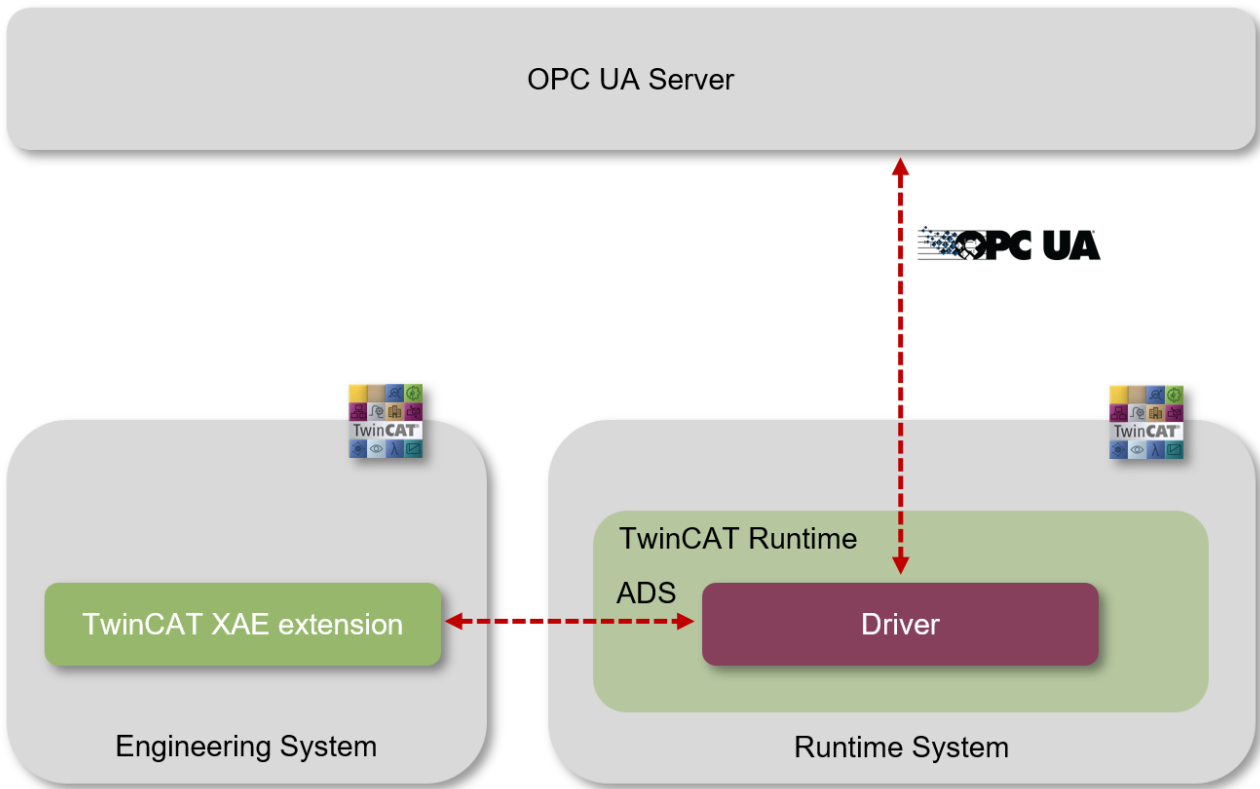 OPC UA Server
OPC UA
TwinCAT
TwinCAT
TwinCAT Runtime
ADS
TwinCAT XAE extension
Driver
Engineering System
Runtime System